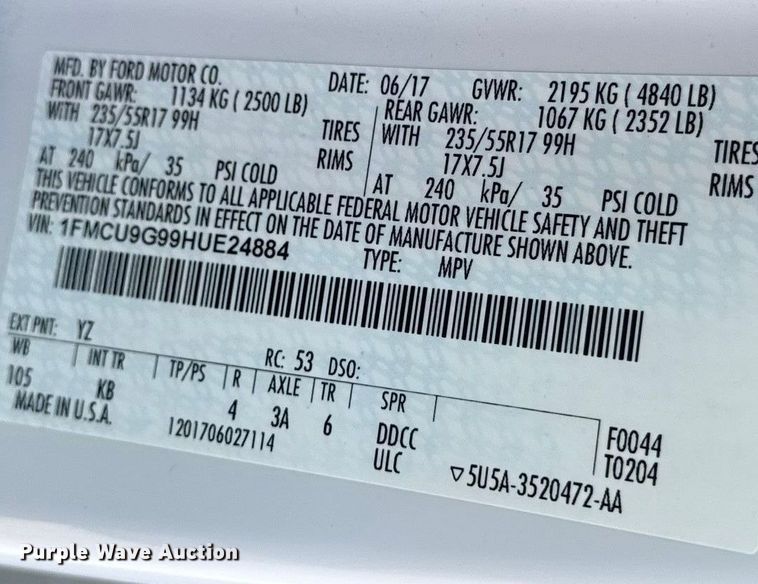 MFD. BY FORD MOTOR CO.
DATE: 06/17 GVWR: 2195 KG ( 4840 LB)
FRONT GAWR: 1134 KG ( 2500 LB)
REAR GAWR: 1067 KG ( 2352 LB)
WITH 235/55R17 99H TIRES
WITH 235/55R17 99H TIRES
17X7.5J RIMS
17X7.5J RIMS
AT 240 kPa/ 35 PSI COLD
AT 240 kPa/ 35 PSI COLD
THIS VEHICLE CONFORMS TO ALL APPLICABLE FEDERAL MOTOR VEHICLE SAFETY AND THEFT
PREVENTION STANDARDS IN EFFECT ON THE DATE OF MANUFACTURE SHOWN ABOVE.
VIN: 1FMCU9G99HUE24884
TYPE: MPV
EXT PNT: YZ RC: 53 DSO:
WB INT TR TP/PS R AXLE TR SPR
105 KB 4 3A 6 DDCC F0044
MADE IN U.S.A. 1201706027114 ULC T0204
▽5U5A-3520472-AA
Purple Wave Auction